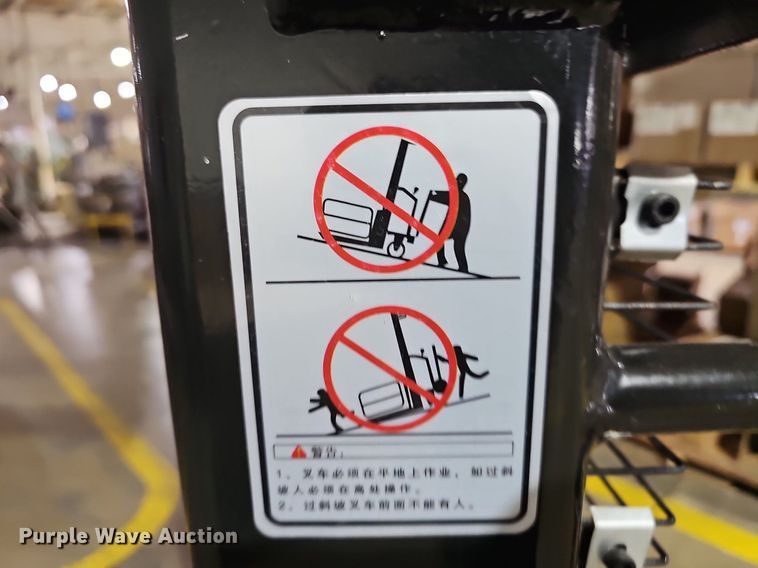 警告:
1、叉车必须在平地上作业, 如过斜
坡人必须在高处操作。
2、过斜坡叉车前面不能有人。
Purple Wave Auction